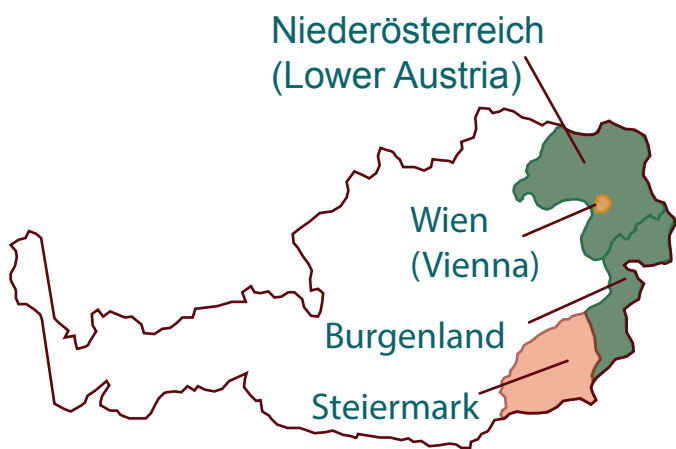 Niederösterreich
(Lower Austria)
Wien
(Vienna)
Burgenland
Steiermark